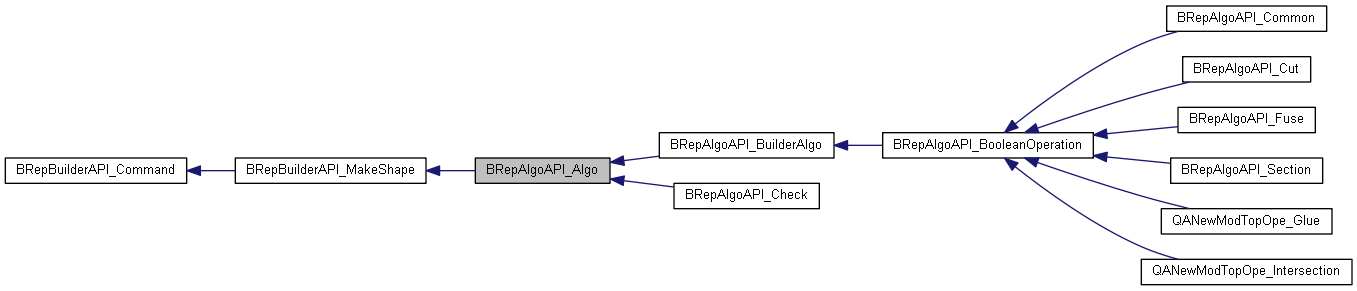 BRepAlgoAPI_Common
BRepAlgoAPI_Cut
BRepAlgoAPI_Fuse
BRepAlgoAPI_BuilderAlgo
BRepAlgoAPI_BooleanOperation
BRepBuilderAPI_Command
BRepBuilderAPI_MakeShape
BRepAlgoAPI_Algo
BRepAlgoAPI_Section
BRepAlgoAPI_Check
QANewModTopOpe_Glue
QANewModTopOpe_Intersection